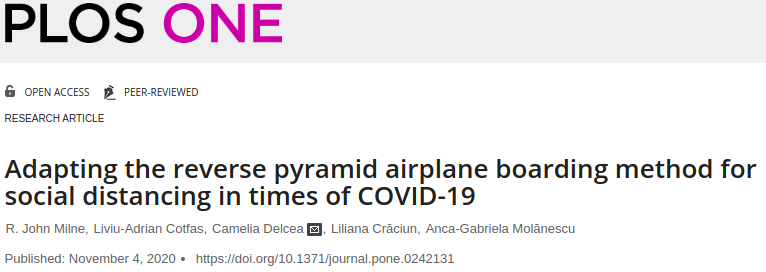 PLOS ONE
OPEN ACCESS PEER-REVIEWED
RESEARCH ARTICLE
Adapting the reverse pyramid airplane boarding method for
social distancing in times of COVID-19
R. John Milne, Liviu-Adrian Cotfas, Camelia Delcea, Liliana Crăciun, Anca-Gabriela Molănescu
Published: November 4, 2020 • https://doi.org/10.1371/journal.pone.0242131